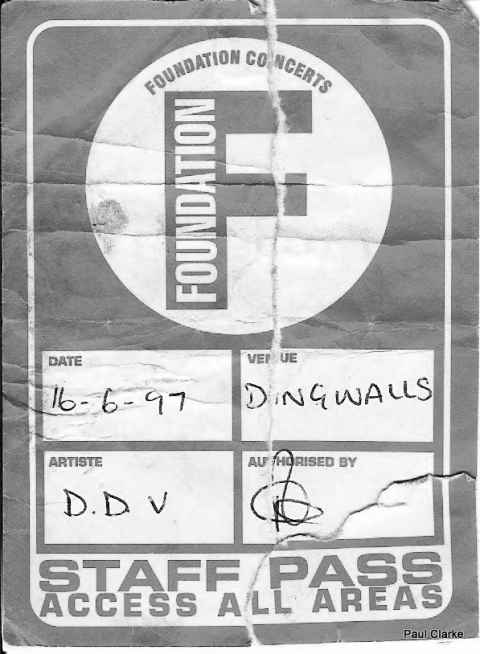 FOUNDATION CONCERTS
FOUNDATION
F
DATE
16-6-97
VENUE
DINGWALLS
ARTISTE
D.D.V
AUTHORISED BY
STAFF PASS
ACCESS ALL AREAS
Paul Clarke